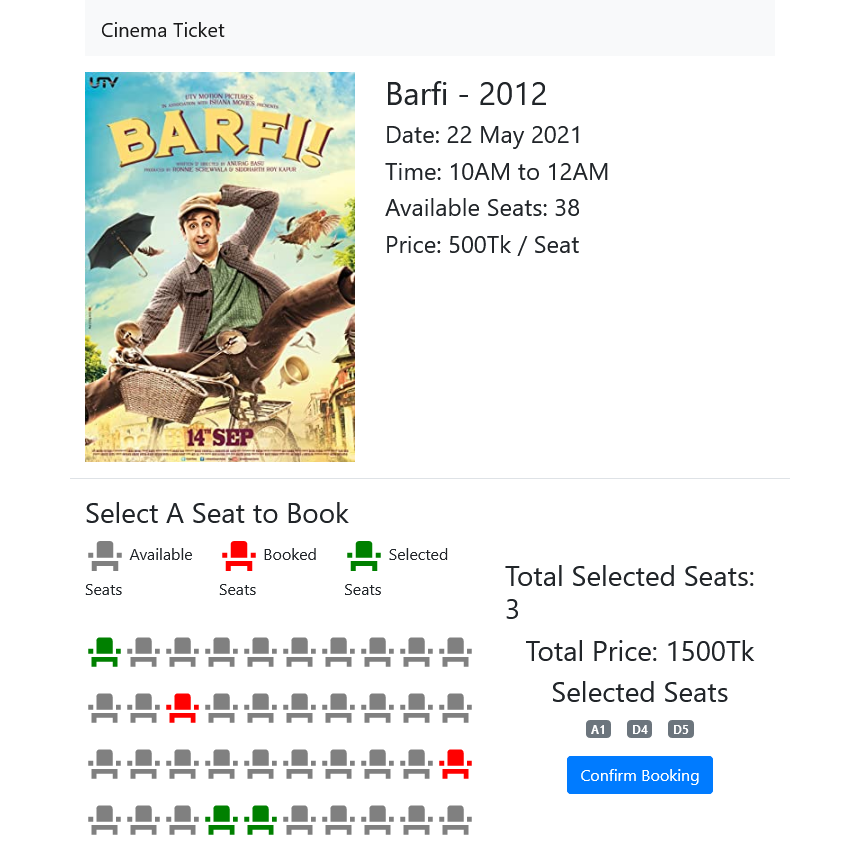 Cinema Ticket
UTV
UTV MOTION PICTURES
IN ASSOCIATION WITH ISHANA MOVIES PRESENTS
BARFI!
WRITTEN & DIRECTED BY ANURAG BASU
PRODUCED BY RONNIE SCREWVALA & SIDDHARTH ROY KAPUR
14TH SEP
Barfi - 2012
Date: 22 May 2021
Time: 10AM to 12AM
Available Seats: 38
Price: 500Tk / Seat
Select A Seat to Book
Available
Seats
Booked
Seats
Selected
Seats
Total Selected Seats:
3
Total Price: 1500Tk
Selected Seats
A1 D4 D5
Confirm Booking